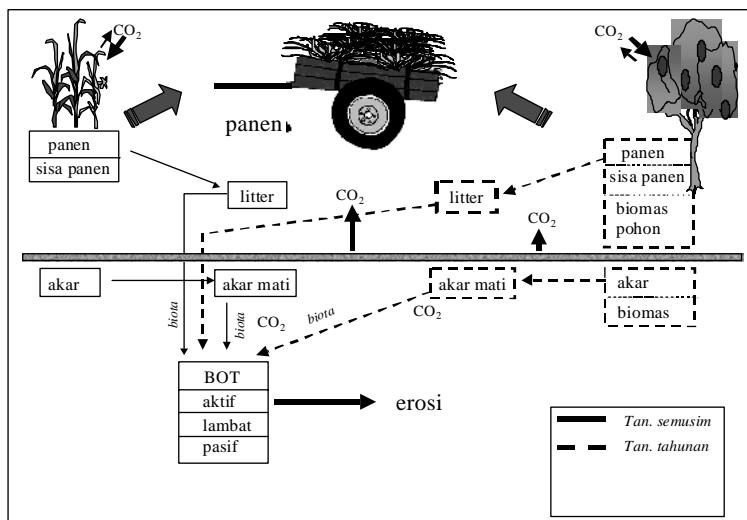 CO2
CO2
panen
panen
sisa panen
panen
sisa panen
biomas
pohon
litter
litter
CO2
CO2
akar
akar mati
akar mati
akar
biomas
biota
biota
biota
CO2
CO2
BOT
aktif
lambat
pasif
erosi
Tan. semusim
Tan. tahunan